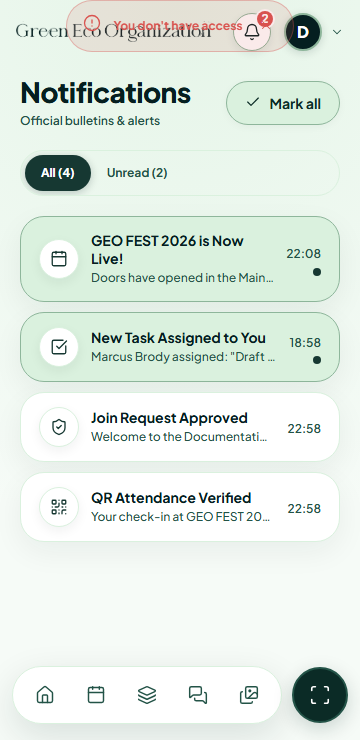 Green Eco Organization
You don't have access
2
D
Notifications
Official bulletins & alerts
Mark all
All (4)
Unread (2)
GEO FEST 2026 is Now
Live!
Doors have opened in the Main...
22:08
New Task Assigned to You
Marcus Brody assigned: "Draft ...
18:58
Join Request Approved
Welcome to the Documentati...
22:58
QR Attendance Verified
Your check-in at GEO FEST 20...
22:58